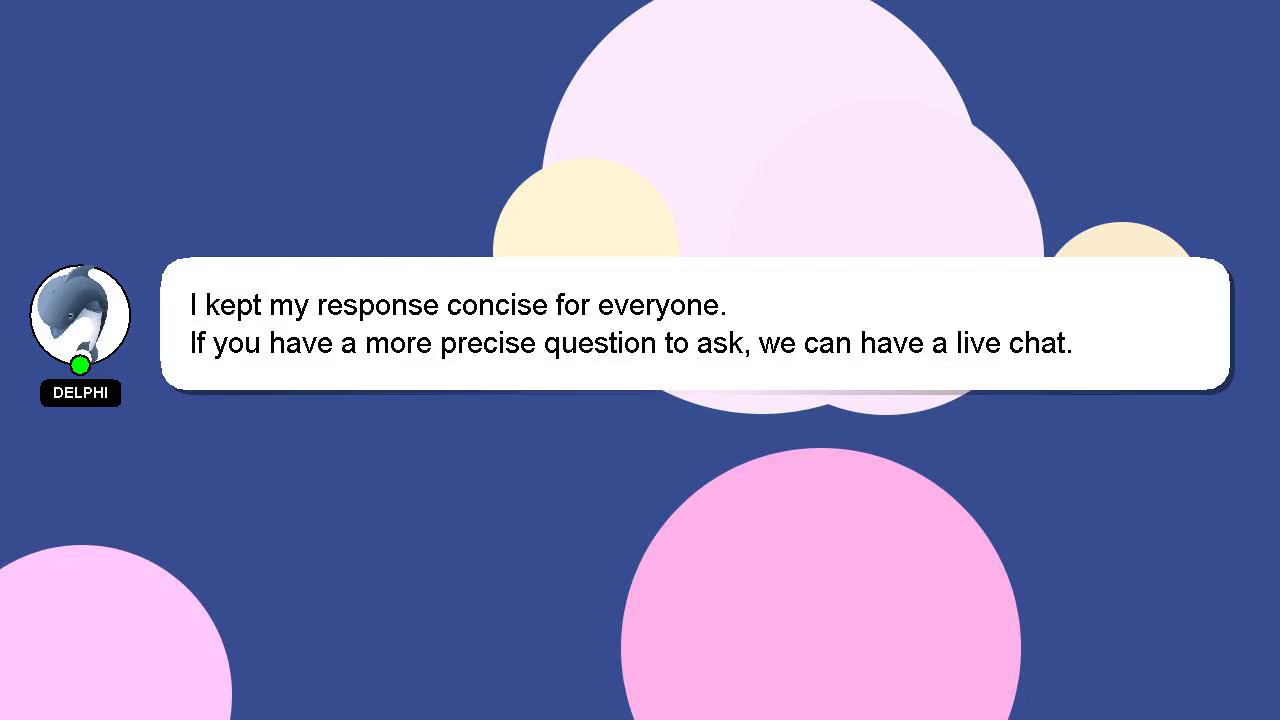 I kept my response concise for everyone.
If you have a more precise question to ask, we can have a live chat.
DELPHI